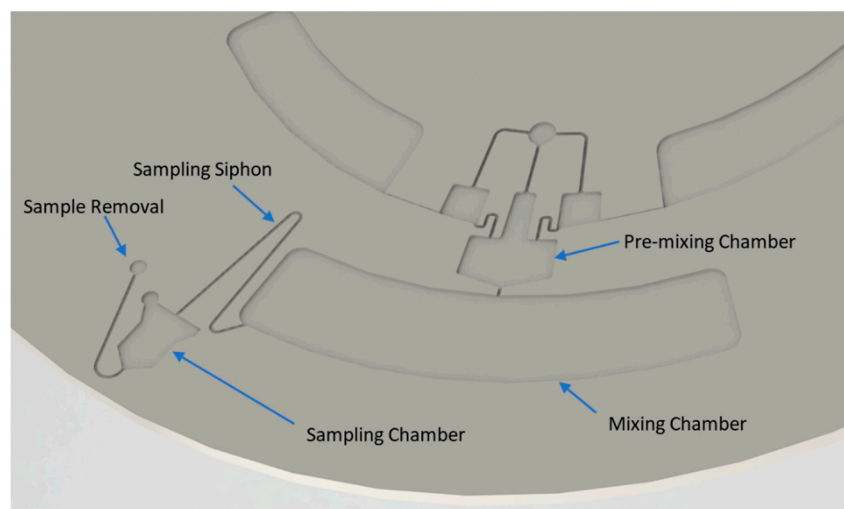 Sampling Siphon
Sample Removal
Pre-mixing Chamber
Mixing Chamber
Sampling Chamber